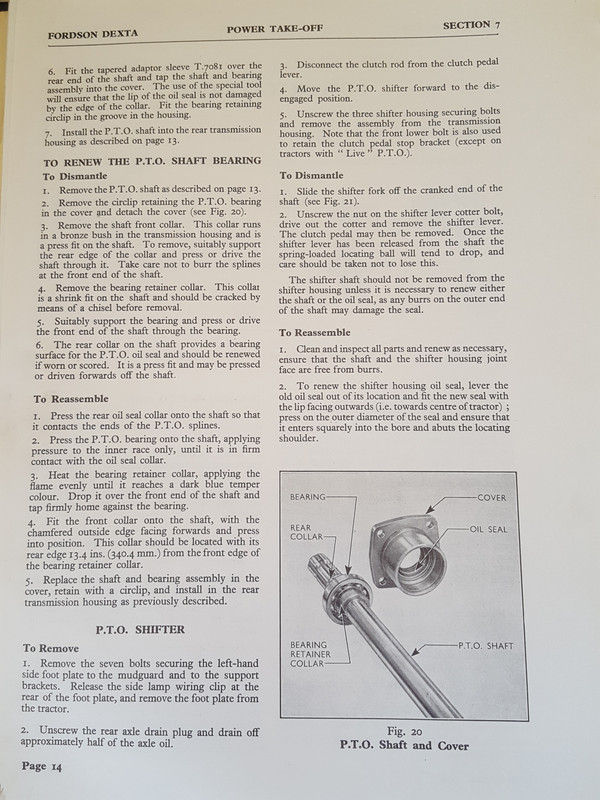 FORDSON DEXTA
POWER TAKE-OFF
SECTION 7
6. Fit the tapered adaptor sleeve T.7081 over the
rear end of the shaft and tap the shaft and bearing
assembly into the cover. The use of the special tool
will ensure that the lip of the oil seal is not damaged
by the edge of the collar. Fit the bearing retaining
circlip in the groove in the housing.
7. Install the P.T.O. shaft into the rear transmission
housing as described on page 13.
TO RENEW THE P.T.O. SHAFT BEARING
To Dismantle
1. Remove the P.T.O. shaft as described on page 13.
2. Remove the circlip retaining the P.T.O. bearing
in the cover and detach the cover (see Fig. 20).
3. Remove the shaft front collar. This collar runs
in a bronze bush in the transmission housing and is
a press fit on the shaft. To remove, suitably support
the rear edge of the collar and press or drive the
shaft through it. Take care not to burr the splines
at the front end of the shaft.
4. Remove the bearing retainer collar. This collar
is a shrink fit on the shaft and should be cracked by
means of a chisel before removal.
5. Suitably support the bearing and press or drive
the front end of the shaft through the bearing.
6. The rear collar on the shaft provides a bearing
surface for the P.T.O. oil seal and should be renewed
if worn or scored. It is a press fit and may be pressed
or driven forwards off the shaft.
To Reassemble
1. Press the rear oil seal collar onto the shaft so that
it contacts the ends of the P.T.O. splines.
2. Press the P.T.O. bearing onto the shaft, applying
pressure to the inner race only, until it is in firm
contact with the oil seal collar.
3. Heat the bearing retainer collar, applying the
flame evenly until it reaches a dark blue temper
colour. Drop it over the front end of the shaft and
tap firmly home against the bearing.
4. Fit the front collar onto the shaft, with the
chamfered outside edge facing forwards and press
into position. This collar should be located with its
rear edge 13.4 ins. (340.4 mm.) from the front edge of
the bearing retainer collar.
5. Replace the shaft and bearing assembly in the
cover, retain with a circlip, and install in the rear
transmission housing as previously described.
P.T.O. SHIFTER
To Remove
1. Remove the seven bolts securing the left-hand
side foot plate to the mudguard and to the support
brackets. Release the side lamp wiring clip at the
rear of the foot plate, and remove the foot plate from
the tractor.
2. Unscrew the rear axle drain plug and drain off
approximately half of the axle oil.
Page 14
3. Disconnect the clutch rod from the clutch pedal
lever.
4. Move the P.T.O. shifter forward to the dis-
engaged position.
5. Unscrew the three shifter housing securing bolts
and remove the assembly from the transmission
housing. Note that the front lower bolt is also used
to retain the clutch pedal stop bracket (except on
tractors with " Live " P.T.O.).
To Dismantle
1. Slide the shifter fork off the cranked end of the
shaft (see Fig. 21).
2. Unscrew the nut on the shifter lever cotter bolt,
drive out the cotter and remove the shifter lever.
The clutch pedal may then be removed. Once the
shifter lever has been released from the shaft the
spring-loaded locating ball will tend to drop, and
care should be taken not to lose this.
The shifter shaft should not be removed from the
shifter housing unless it is necessary to renew either
the shaft or the oil seal, as any burrs on the outer end
of the shaft may damage the seal.
To Reassemble
1. Clean and inspect all parts and renew as necessary,
ensure that the shaft and the shifter housing joint
face are free from burrs.
2. To renew the shifter housing oil seal, lever the
old oil seal out of its location and fit the new seal with
the lip facing outwards (i.e. towards centre of tractor) ;
press on the outer diameter of the seal and ensure that
it enters squarely into the bore and abuts the locating
shoulder.
BEARING
COVER
REAR
COLLAR
OIL SEAL
BEARING
RETAINER
COLLAR
P.T.O. SHAFT
Fig. 20
P.T.O. Shaft and Cover